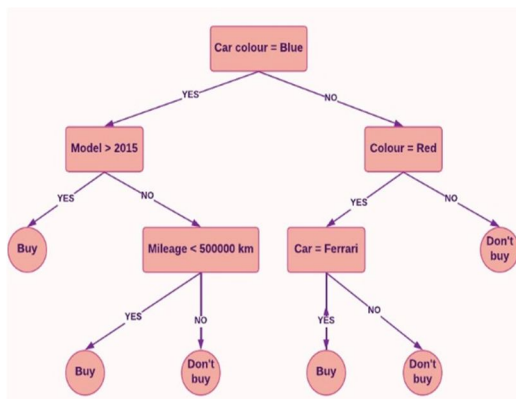 Car colour = Blue
YES
NO
Model > 2015
Colour = Red
YES
NO
YES
NO
Buy
Mileage < 500000 km
Car = Ferrari
Don't
buy
YES
NO
YES
NO
Buy
Don't
buy
Buy
Don't
buy